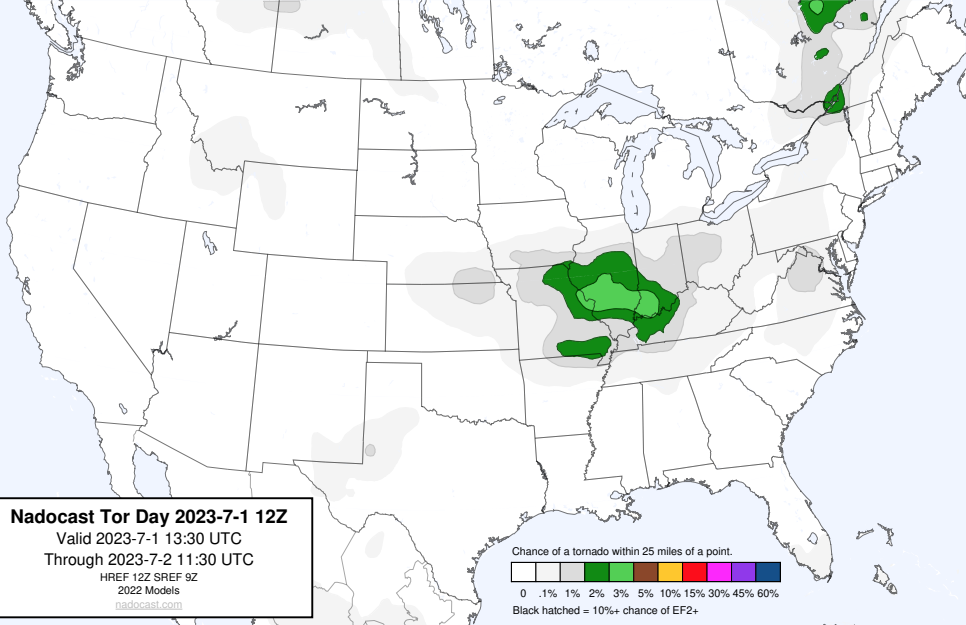 Nadocast Tor Day 2023-7-1 12Z
Valid 2023-7-1 13:30 UTC
Through 2023-7-2 11:30 UTC
HREF 12Z SREF 9Z
2022 Models
nadocast.com
Chance of a tornado within 25 miles of a point.
0 .1% 1% 2% 3% 5% 10% 15% 30% 45% 60%
Black hatched = 10%+ chance of EF2+